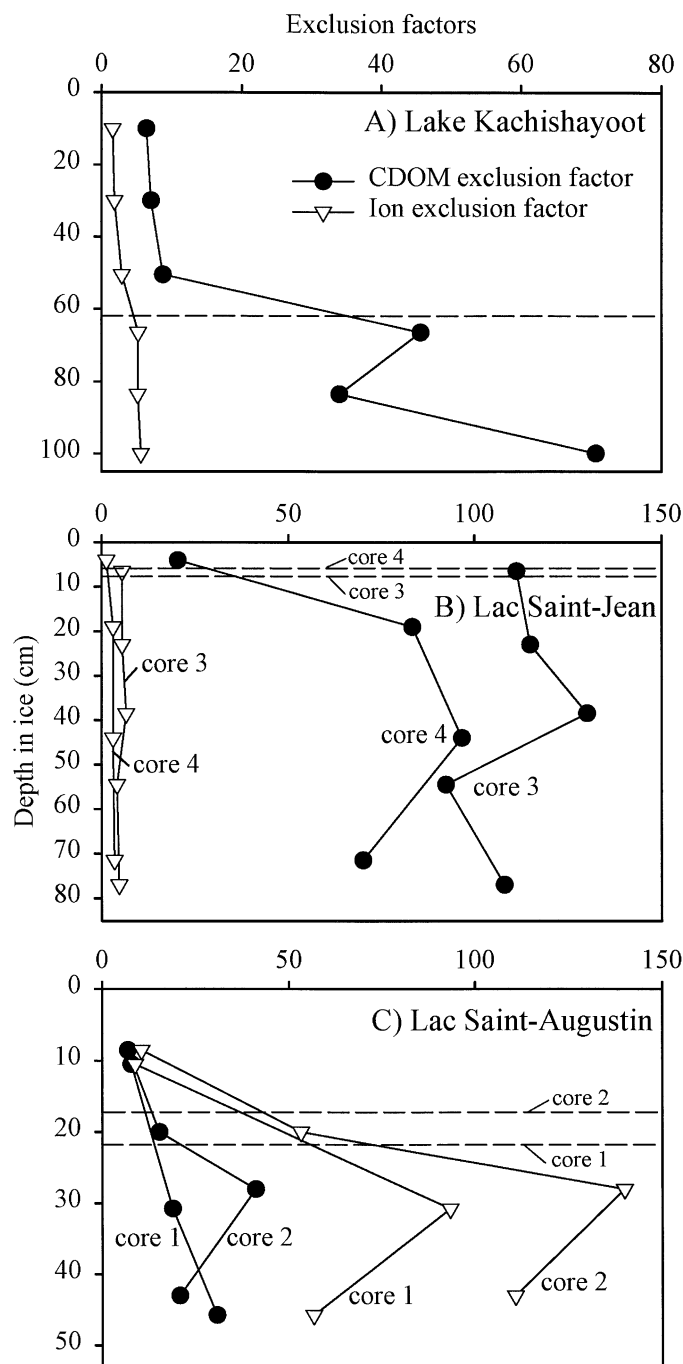 Exclusion factors
0 20 40 60 80
A) Lake Kachishayoot
CDOM exclusion factor
Ion exclusion factor
0
20
40
60
80
100
0 50 100 150
core 4
core 3
B) Lac Saint-Jean
core 3
core 4
core 4
core 3
0
10
20
30
40
50
60
70
80
Depth in ice (cm)
0 50 100 150
C) Lac Saint-Augustin
core 2
core 1
core 1
core 2
core 1
core 2
0
10
20
30
40
50